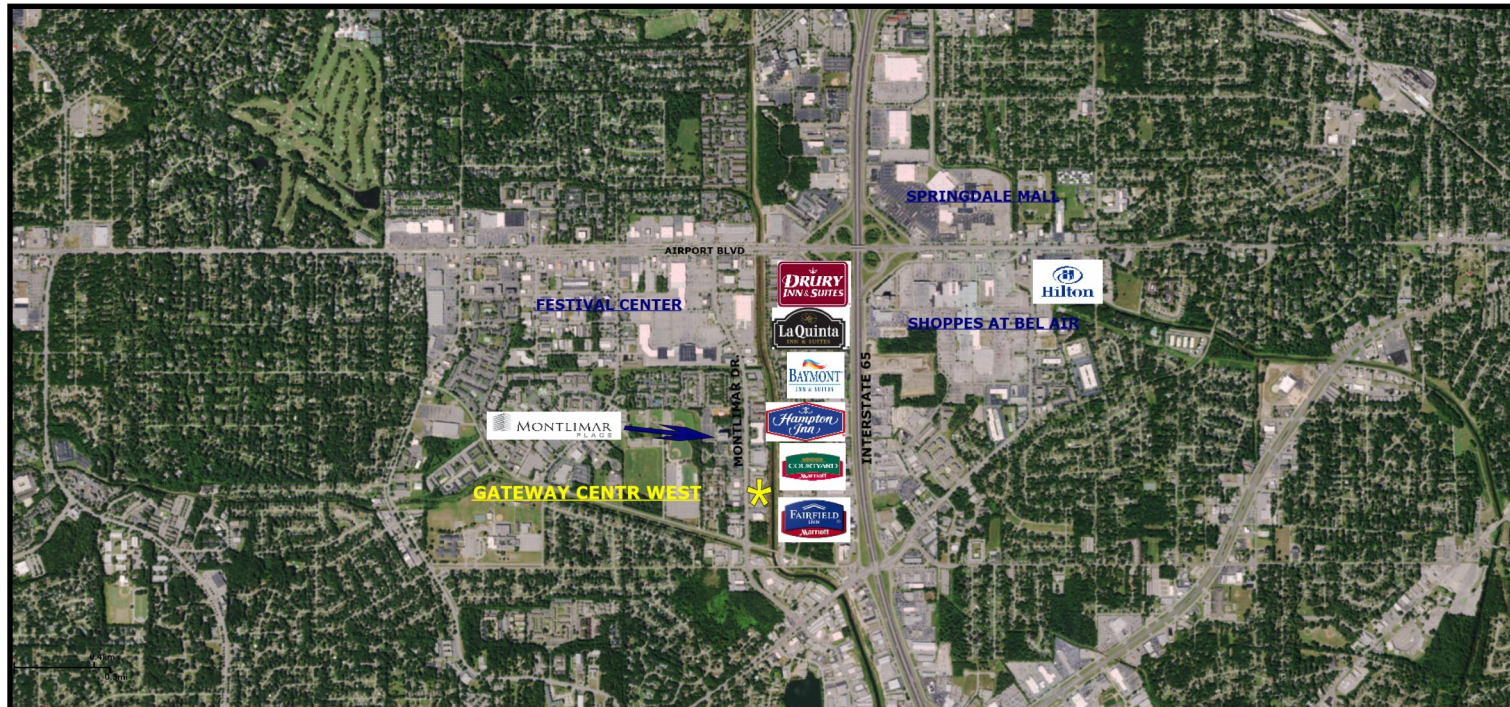 SPRINGDALE MALL
AIRPORT BLVD
DRURY
INN & SUITES
Hilton
FESTIVAL CENTER
LaQuinta
INN & SUITES
SHOPPES AT BEL AIR
BAYMONT
INN & SUITES
MONTLIMAR DR.
INTERSTATE 65
MONTLIMAR
PLACE
Hampton
Inn
COURTYARD
Marriott
GATEWAY CENTR WEST
*
FAIRFIELD
INN
Marriott